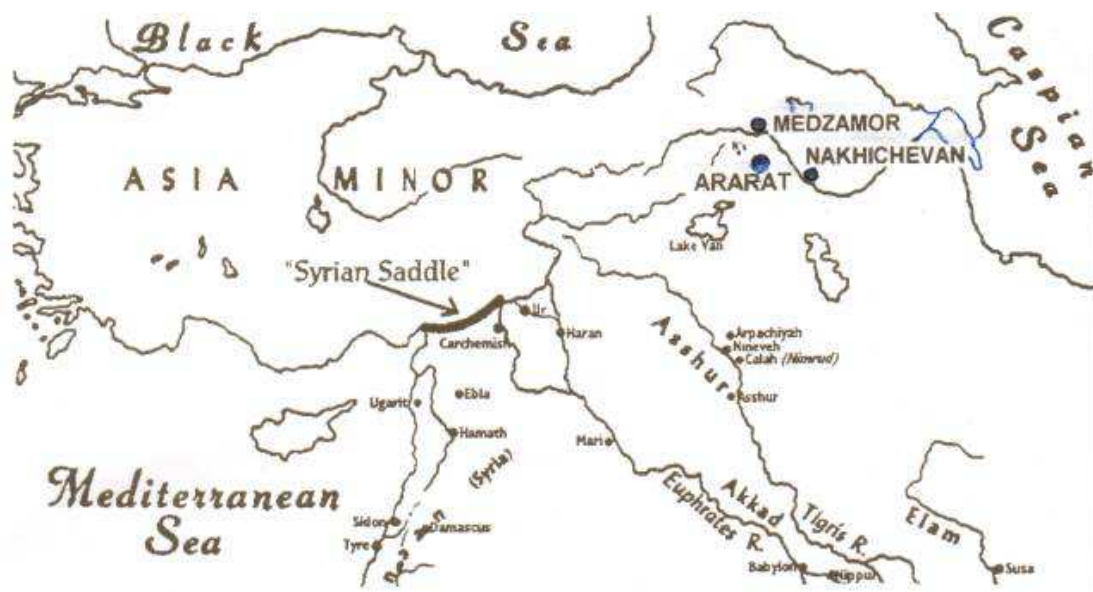 Black Sea
Caspian Sea
MEDZAMOR
NAKHICHEVAN
ARARAT
ASIA MINOR
Lake Van
"Syrian Saddle"
Ur
Haran
Carchemish
Asshur
Arpachiyah
Nineveh
Calah (Nimrud)
Asshur
Ebla
Ugarit
Hamath
Mari
(Syria)
Mediterranean
Sea
Akkad
Euphrates R.
Tigris R.
Elam
Sidon
Damascus
Tyre
Babylon
Nippur
Susa